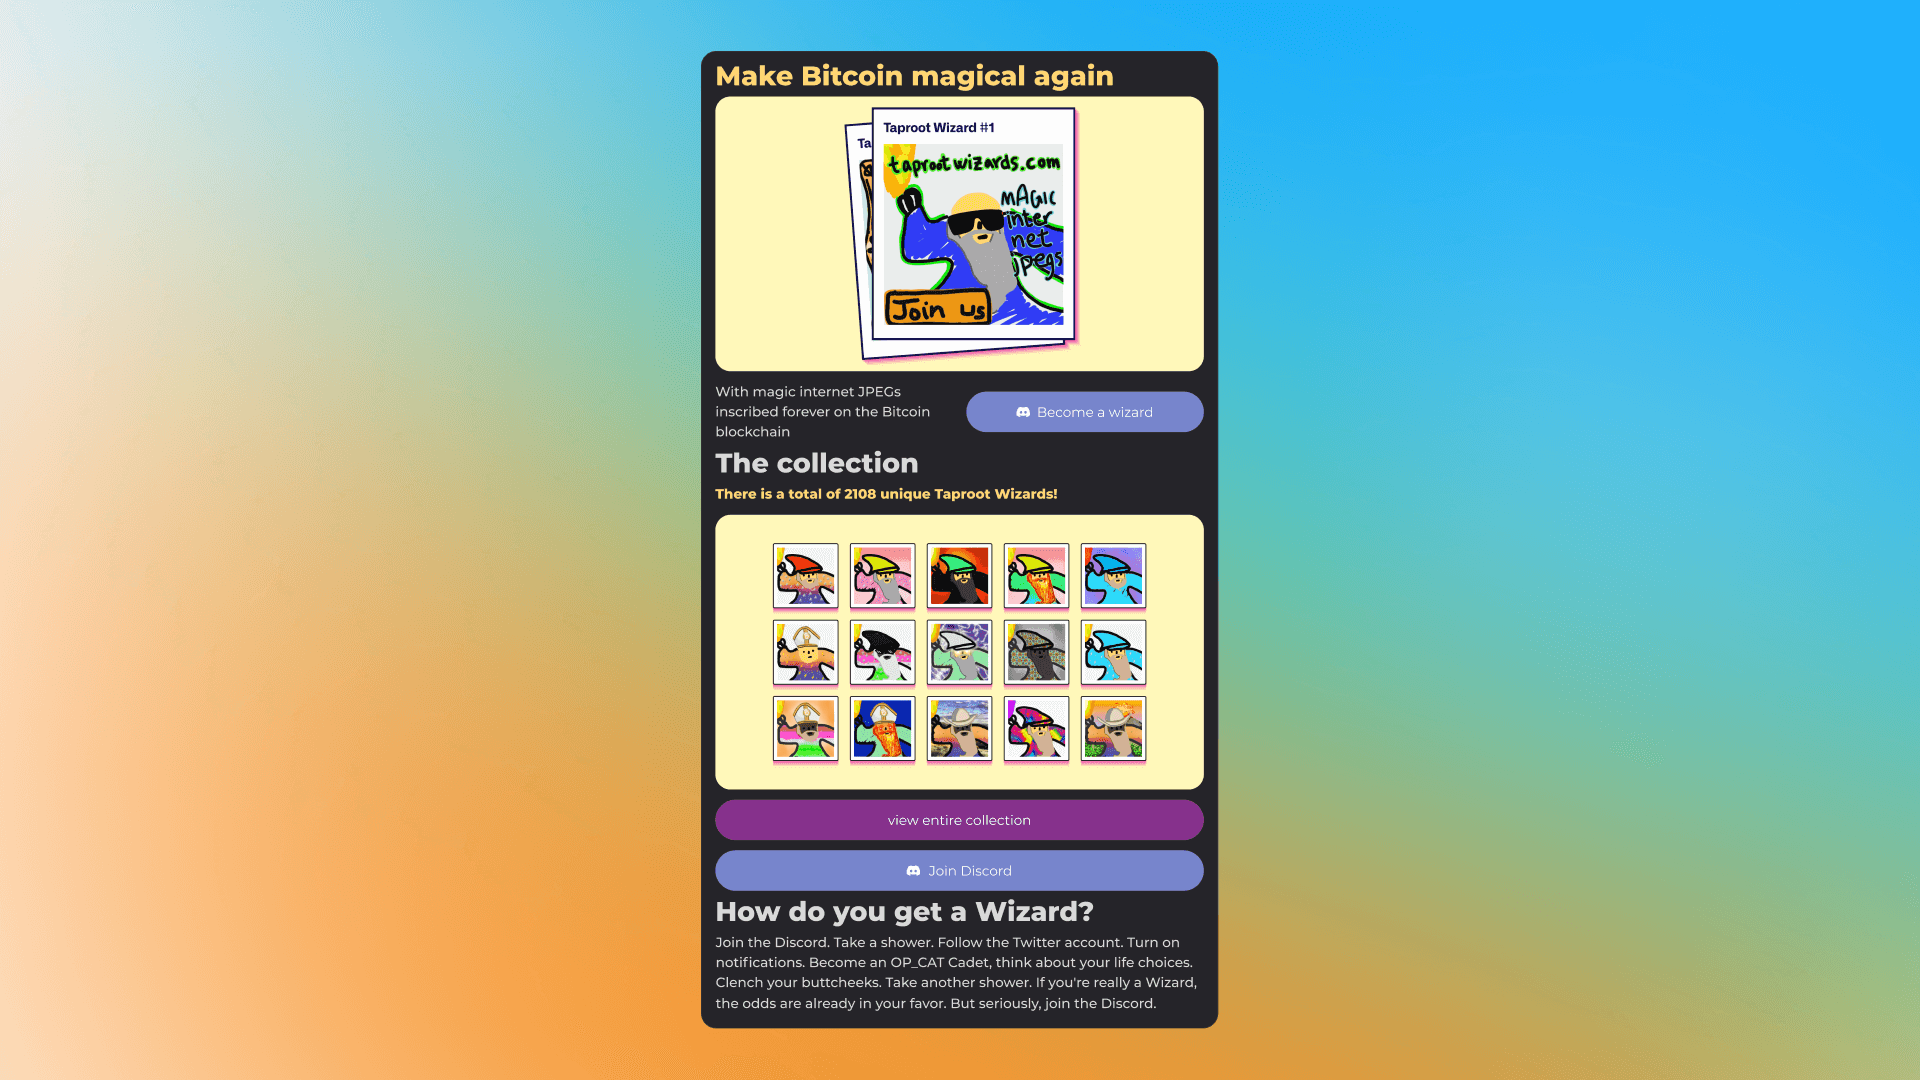 Make Bitcoin magical again
Ta
Taproot Wizard #1
taprootwizards.com
MAGIC
inter
net
jpegs
Join us
With magic internet JPEGs
inscribed forever on the Bitcoin
blockchain
Become a wizard
The collection
There is a total of 2108 unique Taproot Wizards!
view entire collection
Join Discord
How do you get a Wizard?
Join the Discord. Take a shower. Follow the Twitter account. Turn on
notifications. Become an OP_CAT Cadet, think about your life choices.
Clench your buttcheeks. Take another shower. If you're really a Wizard,
the odds are already in your favor. But seriously, join the Discord.